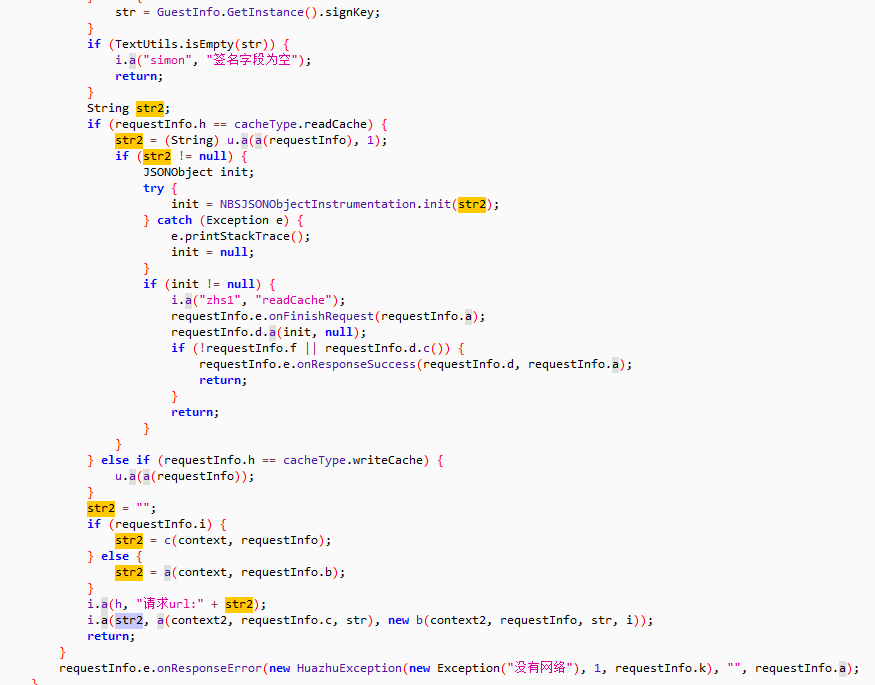 str = GuestInfo.GetInstance().signKey;
}
if (TextUtils.isEmpty(str)) {
i.a("simon", "签名字段为空");
return;
}
String str2;
if (requestInfo.h == cacheType.readCache) {
str2 = (String) u.a(a(requestInfo), 1);
if (str2 != null) {
JSONObject init;
try {
init = NBSJSONObjectInstrumentation.init(str2);
} catch (Exception e) {
e.printStackTrace();
init = null;
}
if (init != null) {
i.a("zhs1", "readCache");
requestInfo.e.onFinishRequest(requestInfo.a);
requestInfo.d.a(init, null);
if (!requestInfo.f || requestInfo.d.c()) {
requestInfo.e.onResponseSuccess(requestInfo.d, requestInfo.a);
return;
}
return;
}
}
} else if (requestInfo.h == cacheType.writeCache) {
u.a(a(requestInfo));
}
str2 = "";
if (requestInfo.i) {
str2 = c(context, requestInfo);
} else {
str2 = a(context, requestInfo.b);
}
i.a(h, "请求url:" + str2);
i.a(str2, a(context2, requestInfo.c, str), new b(context2, requestInfo, str, i));
return;
}
requestInfo.e.onResponseError(new HuazhuException(new Exception("没有网络"), 1, requestInfo.k), "", requestInfo.a);